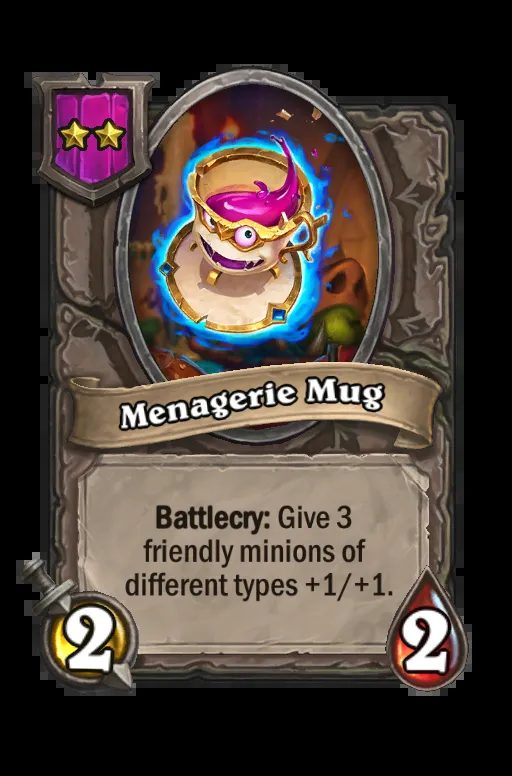 Menagerie Mug
Battlecry: Give 3
friendly minions of
different types +1/+1.
2
2